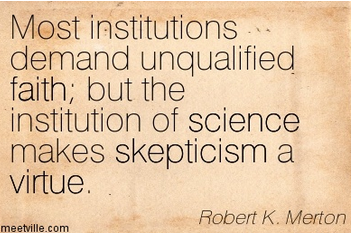 Most institutions
demand unqualified
faith; but the
institution of science
makes skepticism a
virtue.
Robert K. Merton
meetville.com